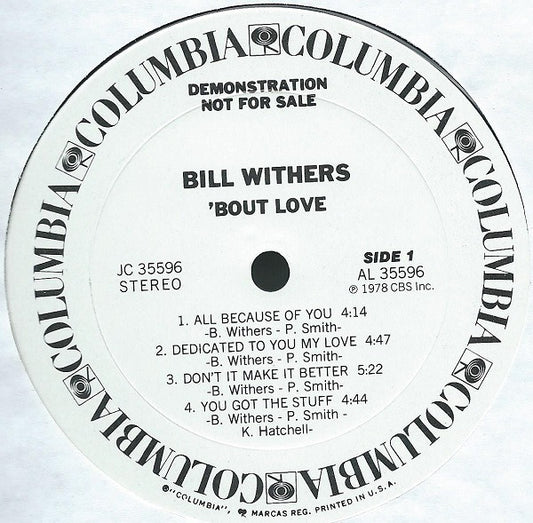 COLUMBIA COLUMBIA COLUMBIA COLUMBIA COLUMBIA COLUMBIA COLUMBIA COLUMBIA
DEMONSTRATION
NOT FOR SALE
BILL WITHERS
'BOUT LOVE
JC 35596
STEREO
SIDE 1
AL 35596
℗ 1978 CBS Inc.
1. ALL BECAUSE OF YOU 4:14
-B. Withers - P. Smith-
2. DEDICATED TO YOU MY LOVE 4:47
-B. Withers - P. Smith-
3. DON'T IT MAKE IT BETTER 5:22
-B. Withers - P. Smith-
4. YOU GOT THE STUFF 4:44
-B. Withers - P. Smith -
K. Hatchell-
®"COLUMBIA", MARCAS REG. PRINTED IN U.S.A.